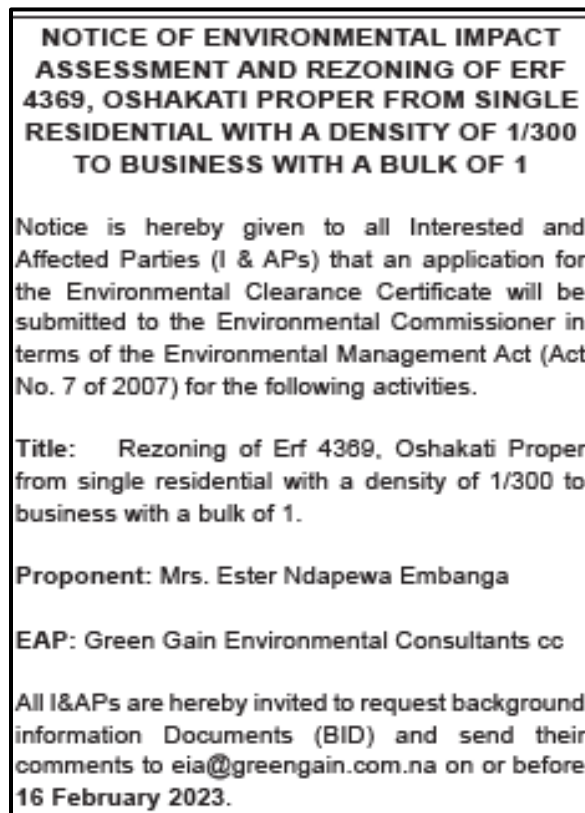 NOTICE OF ENVIRONMENTAL IMPACT
ASSESSMENT AND REZONING OF ERF
4369, OSHAKATI PROPER FROM SINGLE
RESIDENTIAL WITH A DENSITY OF 1/300
TO BUSINESS WITH A BULK OF 1
Notice is hereby given to all Interested and
Affected Parties (I & APs) that an application for
the Environmental Clearance Certificate will be
submitted to the Environmental Commissioner in
terms of the Environmental Management Act (Act
No. 7 of 2007) for the following activities.
Title: Rezoning of Erf 4369, Oshakati Proper
from single residential with a density of 1/300 to
business with a bulk of 1.
Proponent: Mrs. Ester Ndapewa Embanga
EAP: Green Gain Environmental Consultants cc
All I&APs are hereby invited to request background
information Documents (BID) and send their
comments to eia@greengain.com.na on or before
16 February 2023.